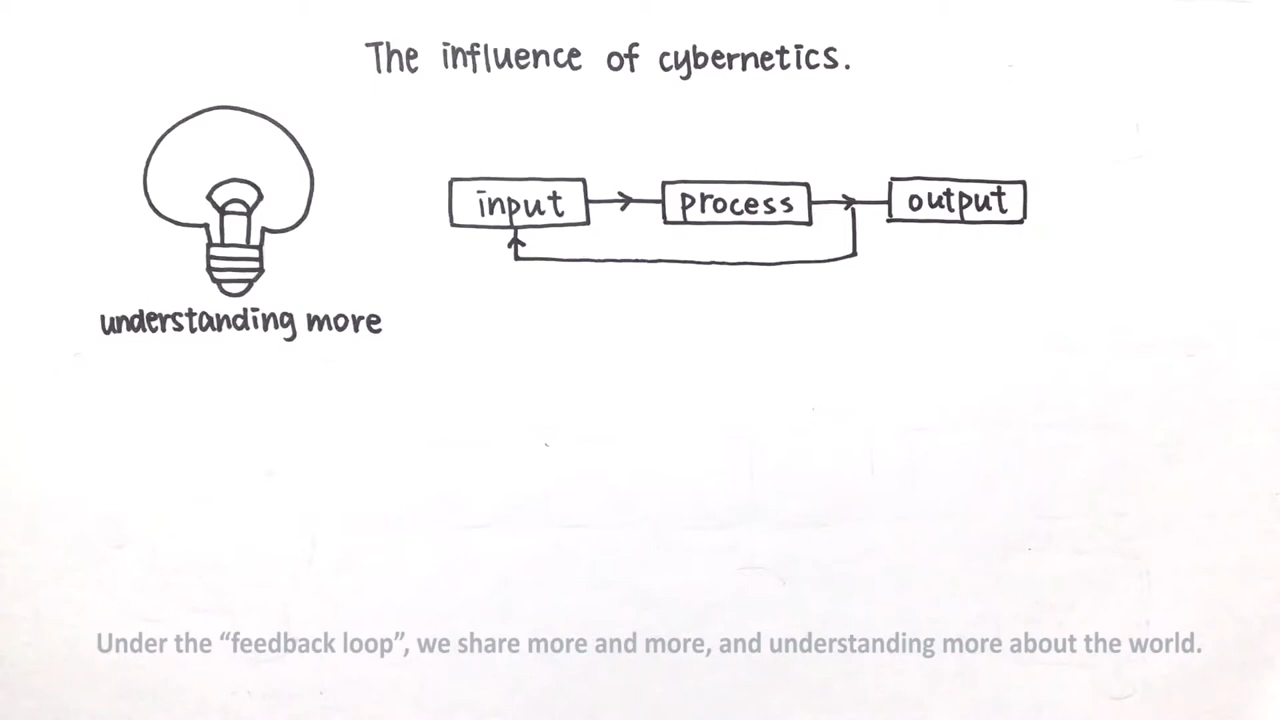 The influence of cybernetics.
input
process
output
understanding more
Under the “feedback loop”, we share more and more, and understanding more about the world.